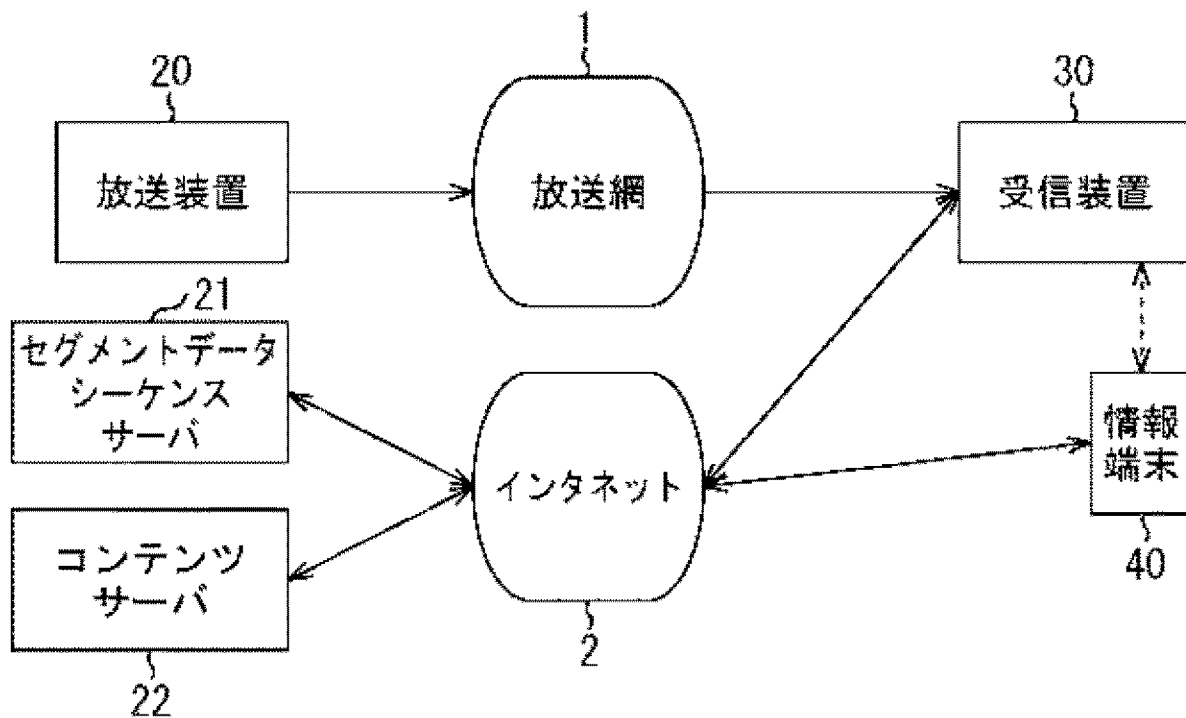 1
20
30
放送装置
放送網
受信装置
21
セグメントデータ
シーケンス
サーバ
インタネット
情報
端末
コンテンツ
サーバ
40
2
22